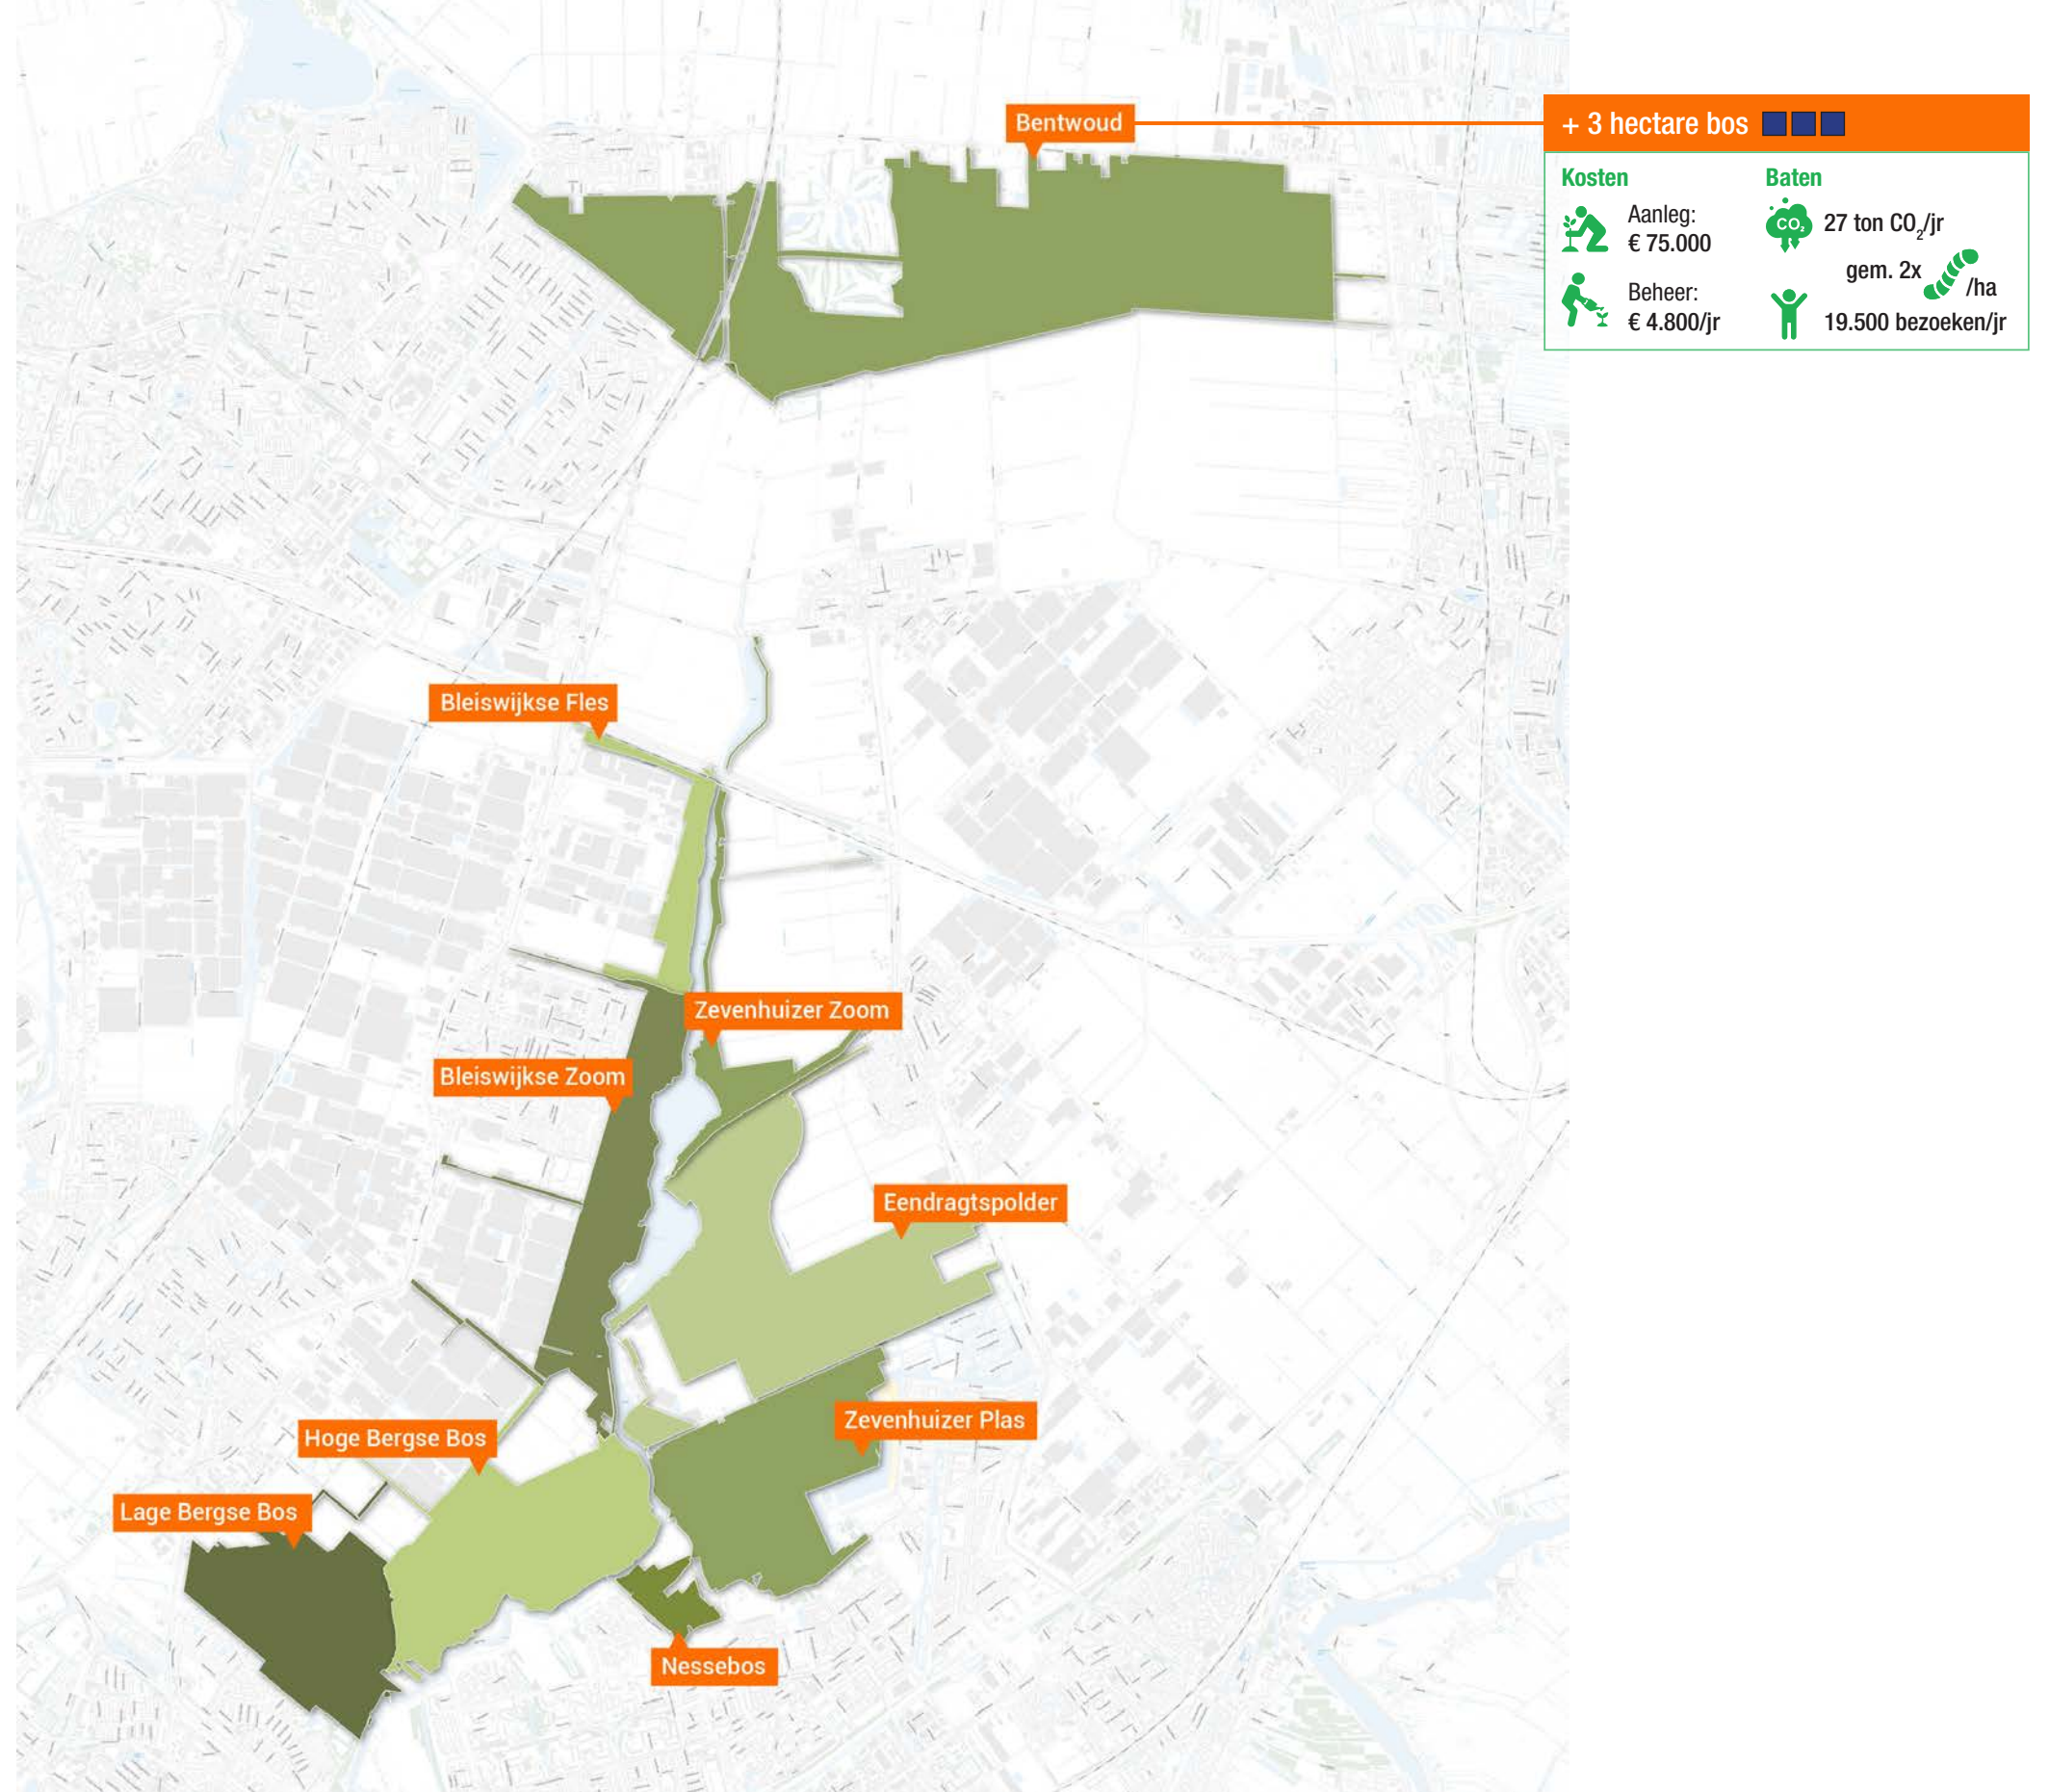 Bentwoud
+ 3 hectare bos
Kosten
Baten
Aanleg:
€ 75.000
CO₂
27 ton CO₂/jr
gem. 2x /ha
Beheer:
€ 4.800/jr
19.500 bezoeken/jr
Bleiswijkse Fles
Zevenhuizer Zoom
Bleiswijkse Zoom
Eendragtspolder
Zevenhuizer Plas
Hoge Bergse Bos
Lage Bergse Bos
Nessebos